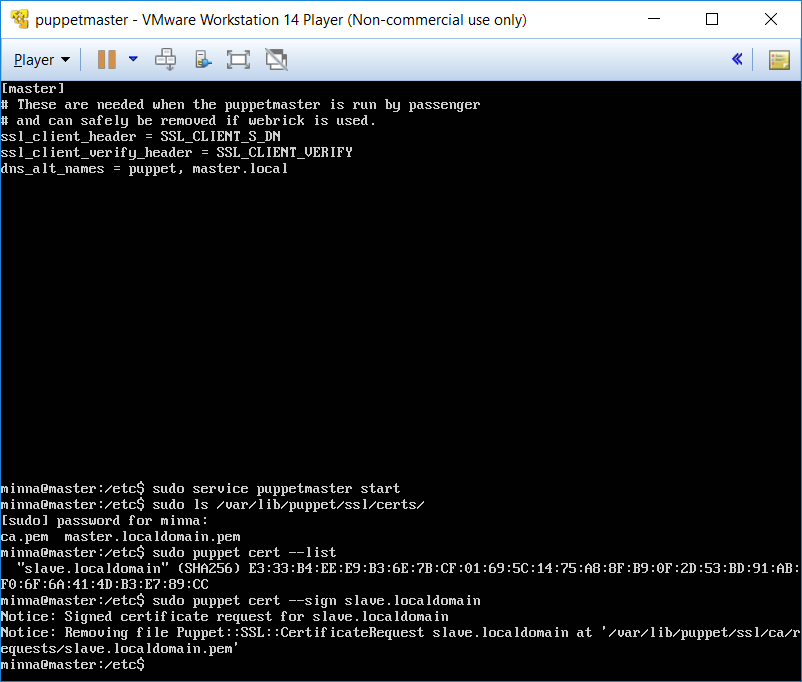 puppetmaster - VMware Workstation 14 Player (Non-commercial use only)
Player
[master]
# These are needed when the puppetmaster is run by passenger
# and can safely be removed if webrick is used.
ssl_client_header = SSL_CLIENT_S_DN
ssl_client_verify_header = SSL_CLIENT_VERIFY
dns_alt_names = puppet, master.local
minna@master:/etc$ sudo service puppetmaster start
minna@master:/etc$ sudo ls /var/lib/puppet/ssl/certs/
[sudo] password for minna:
ca.pem  master.localdomain.pem
minna@master:/etc$ sudo puppet cert --list
  "slave.localdomain" (SHA256) E3:33:B4:EE:E9:B3:6E:7B:CF:01:69:5C:14:75:A8:8F:B9:0F:2D:53:BD:91:AB:
F0:6F:6A:41:4D:B3:E7:89:CC
minna@master:/etc$ sudo puppet cert --sign slave.localdomain
Notice: Signed certificate request for slave.localdomain
Notice: Removing file Puppet::SSL::CertificateRequest slave.localdomain at '/var/lib/puppet/ssl/ca/r
equests/slave.localdomain.pem'
minna@master:/etc$